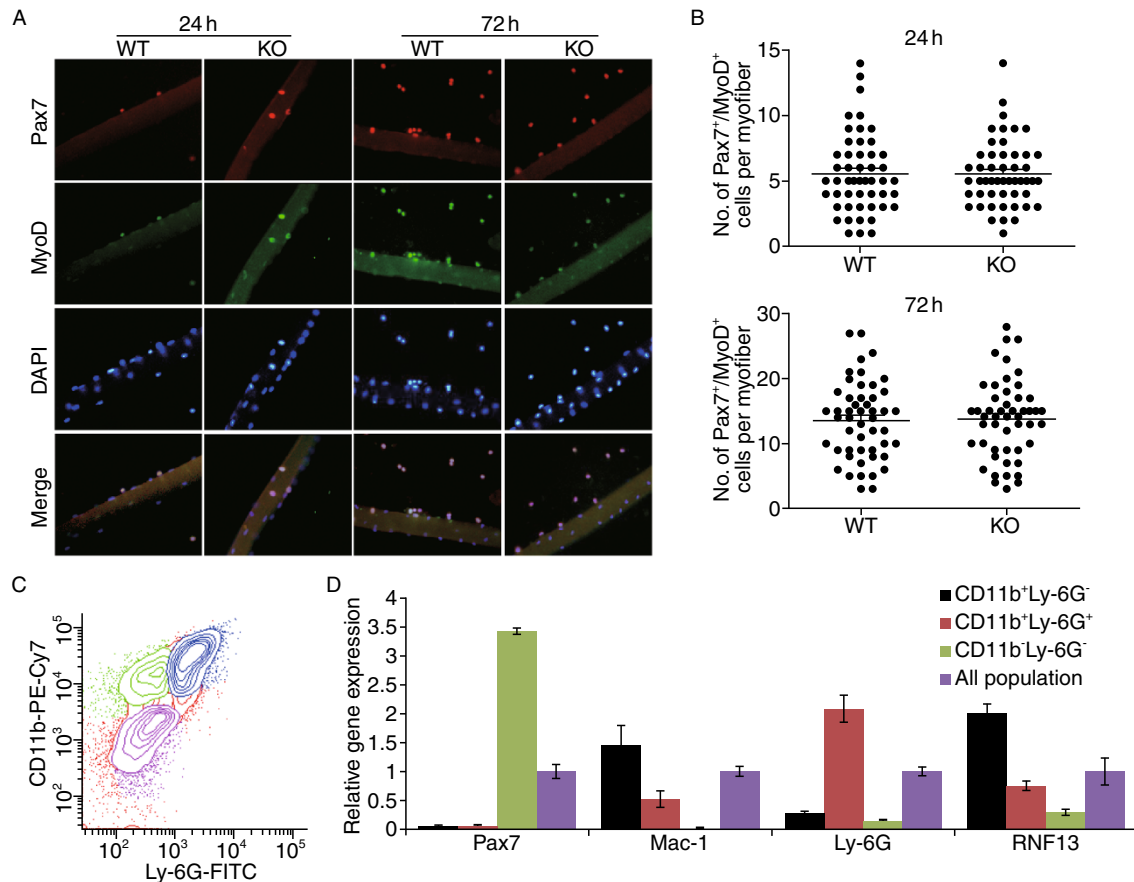 A
24 h
72 h
WT
KO
WT
KO
Pax7
MyoD
DAPI
Merge
B
24 h
No. of Pax7⁺/MyoD⁺
cells per myofiber
15
10
5
0
WT
KO
72 h
No. of Pax7⁺/MyoD⁺
cells per myofiber
30
20
10
0
WT
KO
C
CD11b-PE-Cy7
10⁵
10⁴
10³
10²
10² 10³ 10⁴ 10⁵
Ly-6G-FITC
D
Relative gene expression
4
3.5
3
2.5
2
1.5
1
0.5
0
Pax7
Mac-1
Ly-6G
RNF13
CD11b⁺Ly-6G⁻
CD11b⁺Ly-6G⁺
CD11b⁻Ly-6G⁻
All population